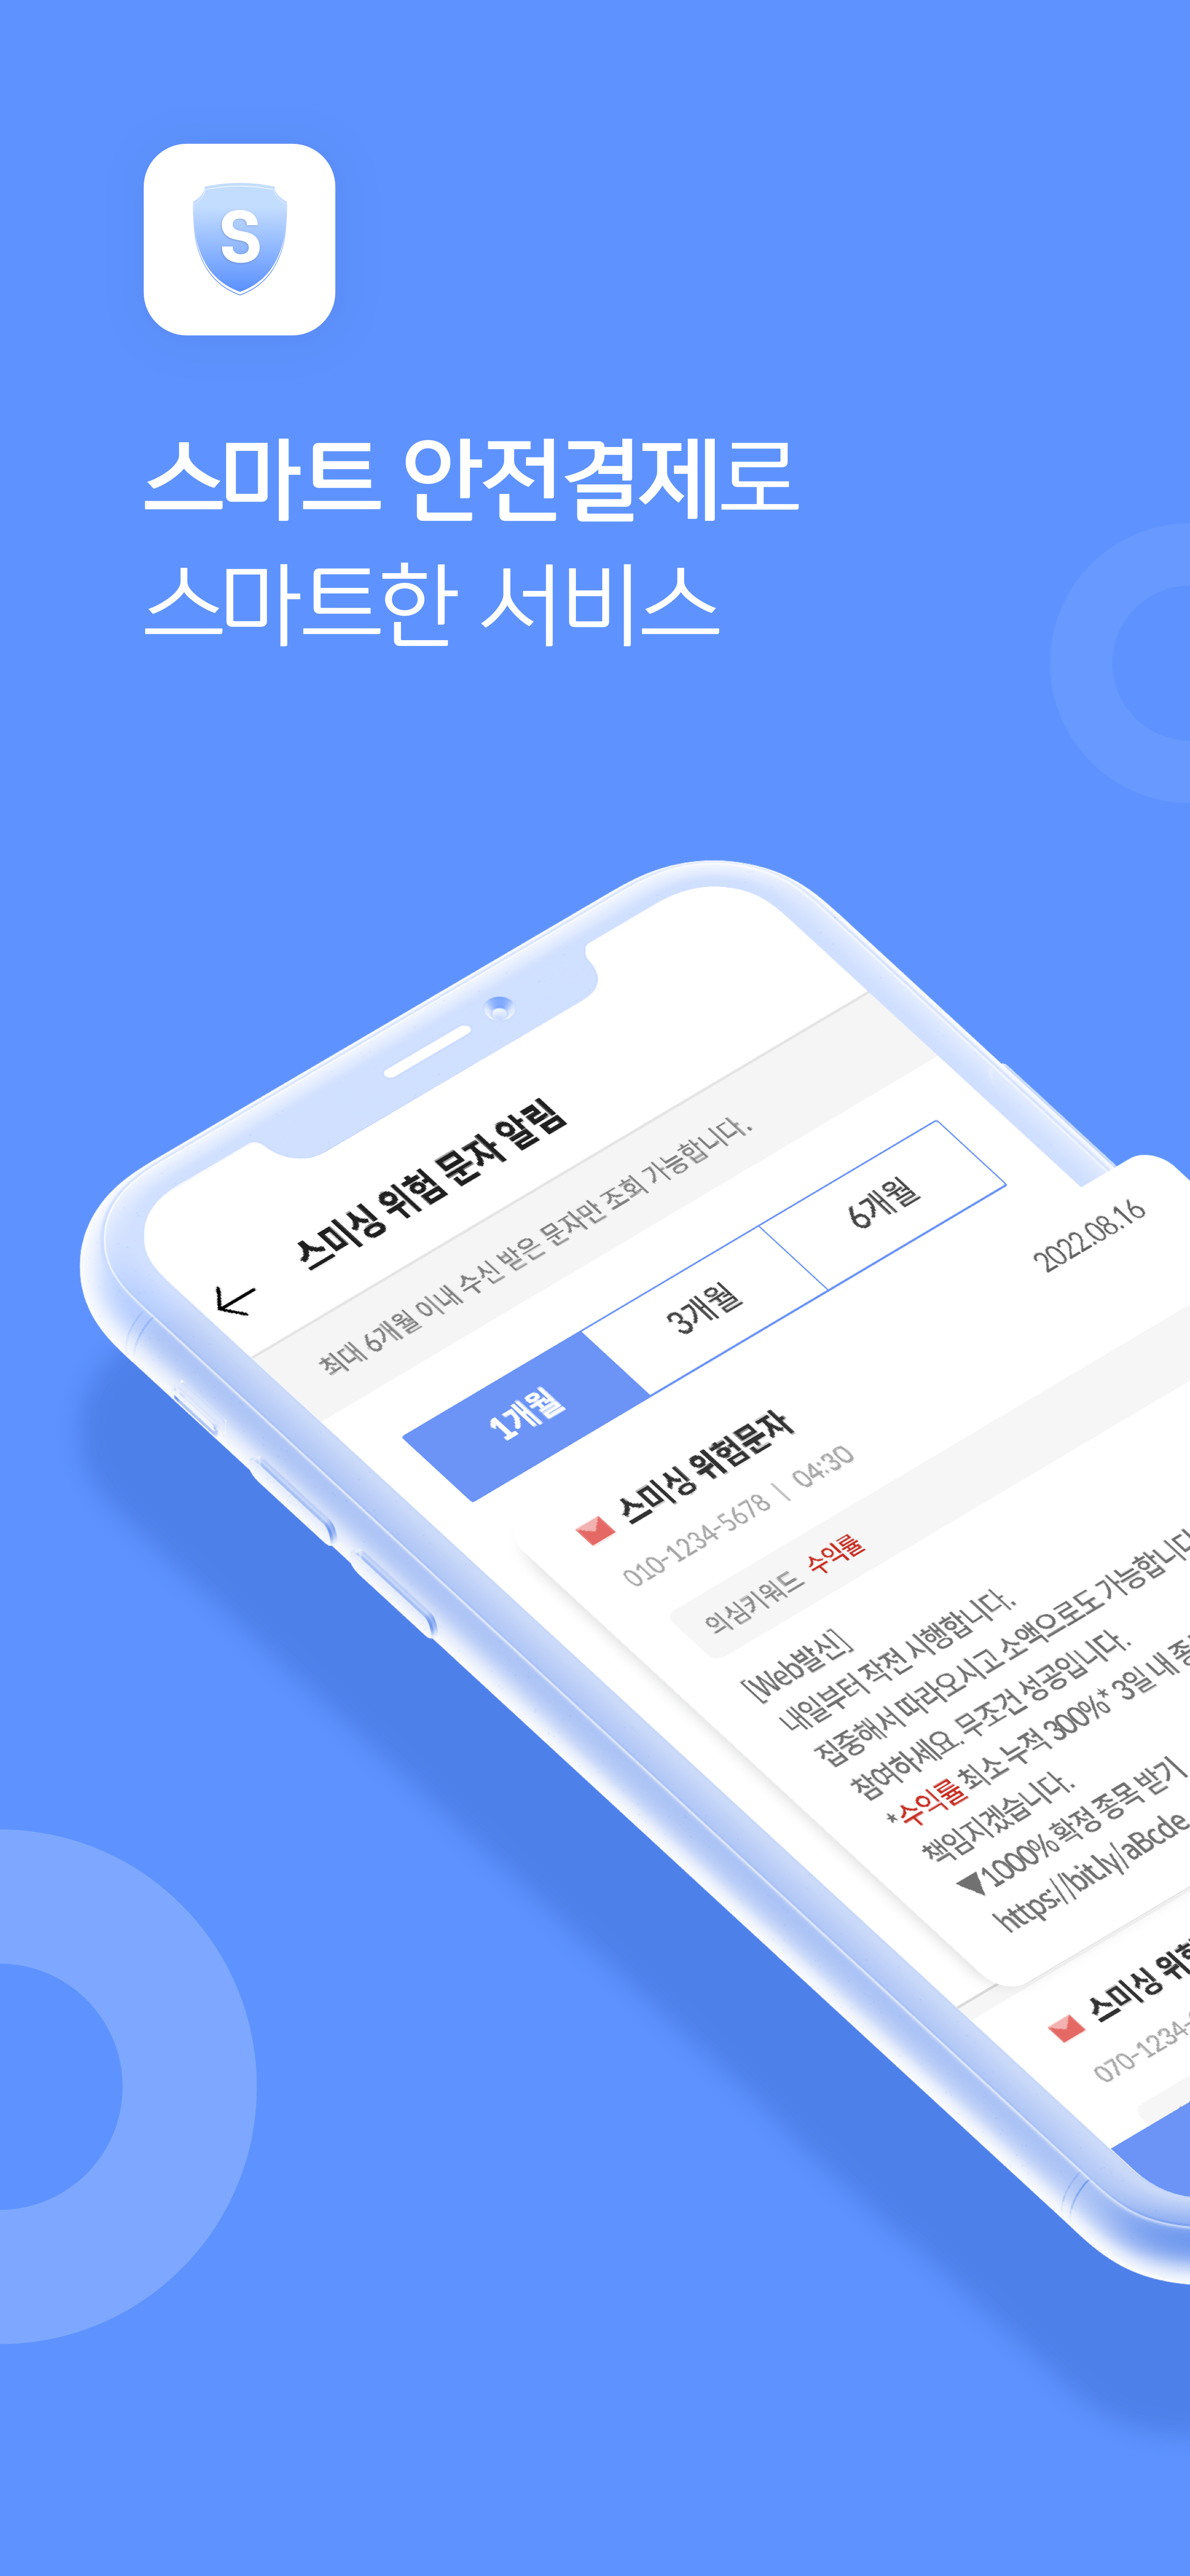 S
스마트 안전결제로
스마트한 서비스
스미싱 위험 문자 알림
최대 6개월 이내 수신 받은 문자만 조회 가능합니다.
1개월 3개월 6개월
스미싱 위험문자 2022.08.16
010-1234-5678 | 04:30
의심키워드 수익률
[Web발신]
내일부터 작전 시행합니다.
집중해서 따라오시고 소액으로도 가능합니다
참여하세요. 무조건 성공입니다.
*수익률 최소 누적 300%* 3일 내
책임지겠습니다.
▼1000% 확정 종목 받기
https://bit.ly/aBcde
스미싱
070-1234-